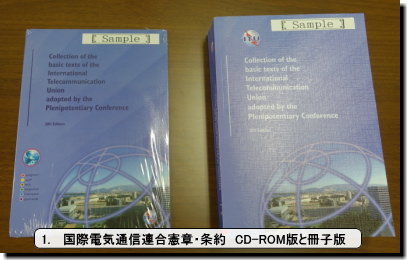 〖 Sample 〗
Collection of the
basic texts of the
International
Telecommunication
Union
adopted by the
Plenipotentiary Conference
〖 Sample 〗
Collection of the
basic texts of the
International
Telecommunication
Union
adopted by the
Plenipotentiary Conference
1. 国際電気通信連合憲章・条約 CD-ROM版と冊子版